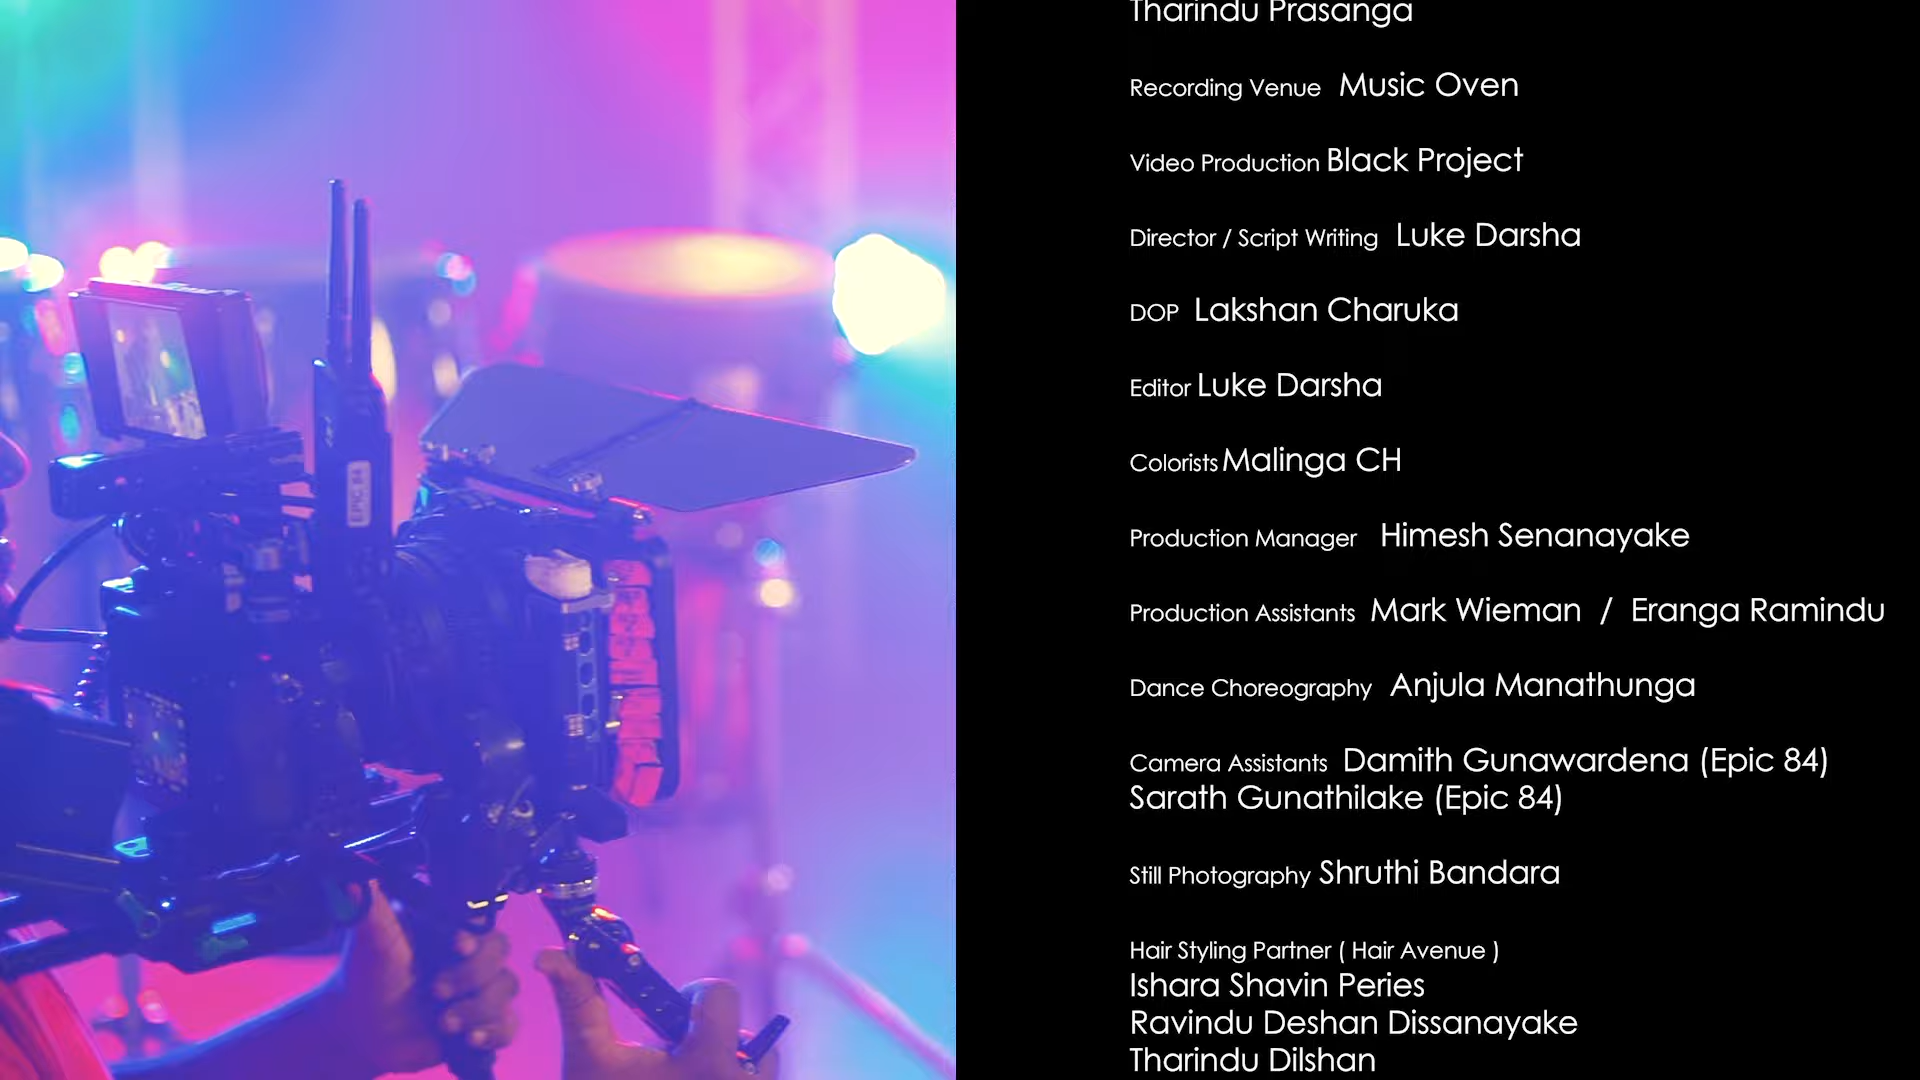 EPIC 84
Tharindu Prasanga
Recording Venue Music Oven
Video Production Black Project
Director / Script Writing Luke Darsha
DOP Lakshan Charuka
Editor Luke Darsha
Colorists Malinga CH
Production Manager Himesh Senanayake
Production Assistants Mark Wieman / Eranga Ramindu
Dance Choreography Anjula Manathunga
Camera Assistants Damith Gunawardena (Epic 84)
Sarath Gunathilake (Epic 84)
Still Photography Shruthi Bandara
Hair Styling Partner ( Hair Avenue )
Ishara Shavin Peries
Ravindu Deshan Dissanayake
Tharindu Dilshan